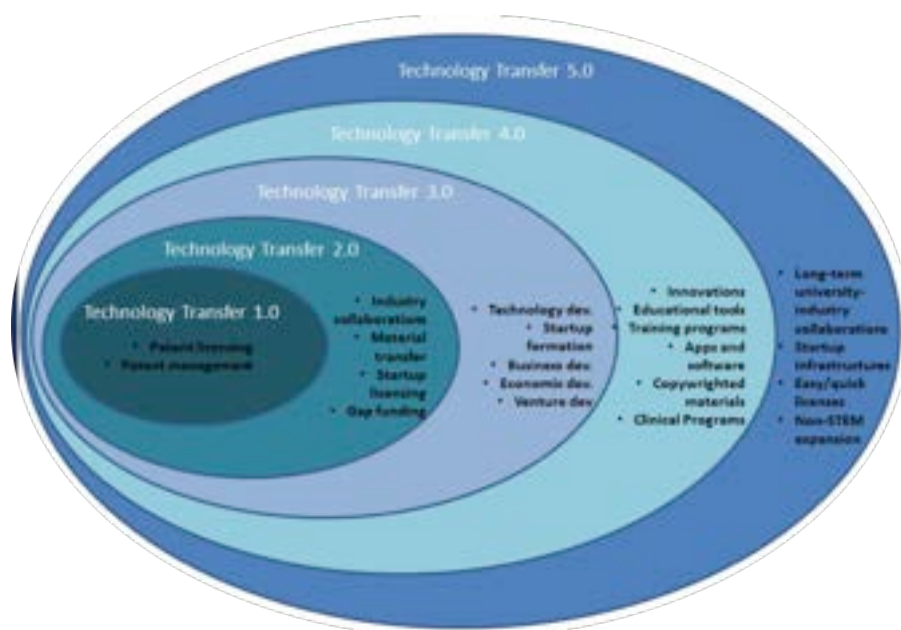 Technology Transfer 5.0
Technology Transfer 4.0
Technology Transfer 3.0
Technology Transfer 2.0
Technology Transfer 1.0
• Patent licensing
• Patent management
• Industry
collaborations
• Material
transfer
• Startup
licensing
• Gap funding
• Technology dev.
• Startup
formation
• Business dev.
• Economic dev.
• Venture dev
• Innovations
• Educational tools
• Training programs
• Apps and
software
• Copywrighted
materials
• Clinical Programs
• Long-term
university-
industry
collaborations
• Startup
infrastructures
• Easy/quick
licenses
• Non-STEM
expansion